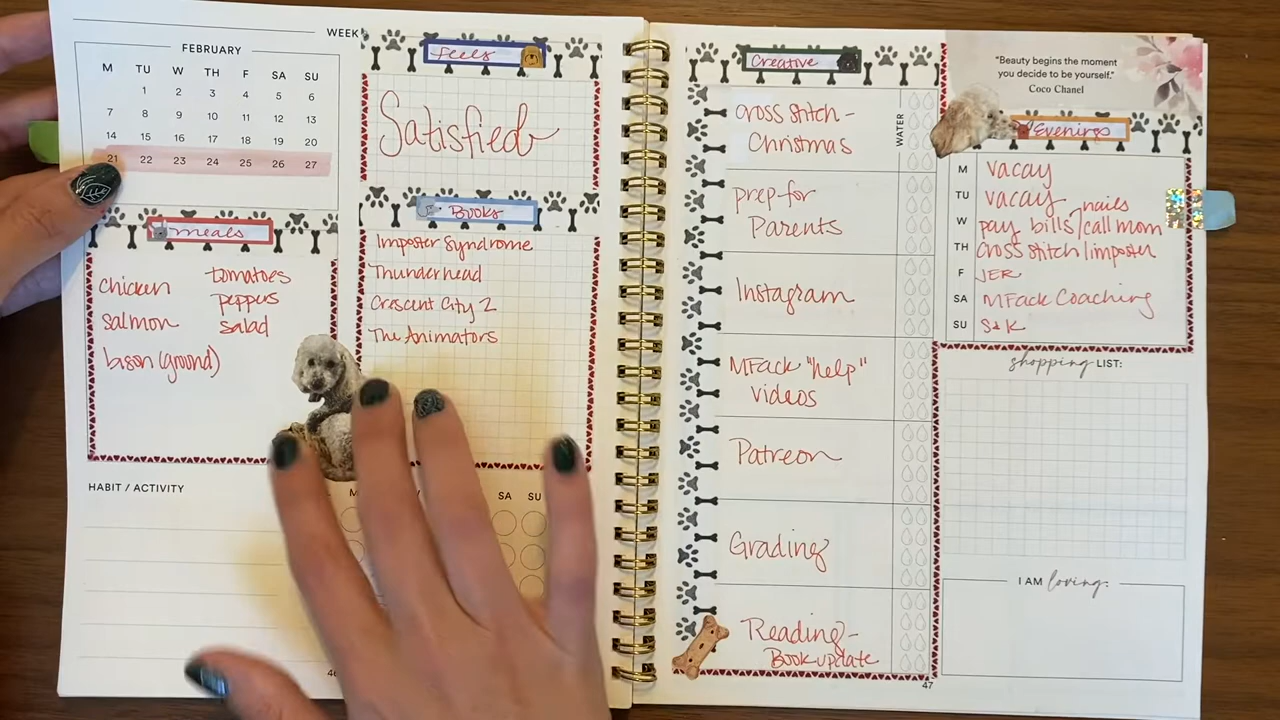 WEEK
FEBRUARY
M TU W TH F SA SU
1 2 3 4 5 6
7 8 9 10 11 12 13
14 15 16 17 18 19 20
21 22 23 24 25 26 27
meals
chicken
salmon
bison (ground)
tomatoes
peppers
salad
HABIT / ACTIVITY
M
SA SU
Feels
Satisfied
Books
Imposter Syndrome
Thunderhead
Crescent City 2
The Animators
Creative
WATER
cross stitch -
Christmas
prep for
Parents
Instagram
MFack "help"
videos
Patreon
Grading
Reading -
Book update
47
"Beauty begins the moment
you decide to be yourself."
Coco Chanel
Evenings
M vacay
TU vacay nails
W pay bills/call mom
TH cross stitch/imposter
F JER
SA MFack Coaching
SU S&K
shopping LIST:
I AM loving: